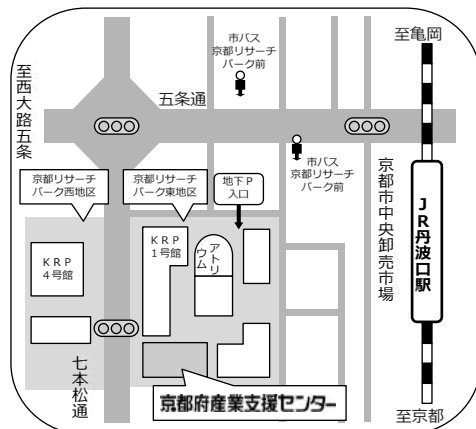 至亀岡
市バス
京都リサーチ
パーク前
至西大路五条
五条通
市バス
京都リサーチ
パーク前
京都リサーチ
パーク西地区
京都リサーチ
パーク東地区
地下P
入口
京都市中央卸売市場
JR丹波口駅
KRP
4号館
KRP
1号館
アトリ
ウム
七本松通
京都府産業支援センター
至京都